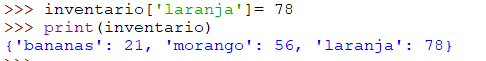 >>> inventario['laranja']= 78
>>> print(inventario)
{'bananas': 21, 'morango': 56, 'laranja': 78}